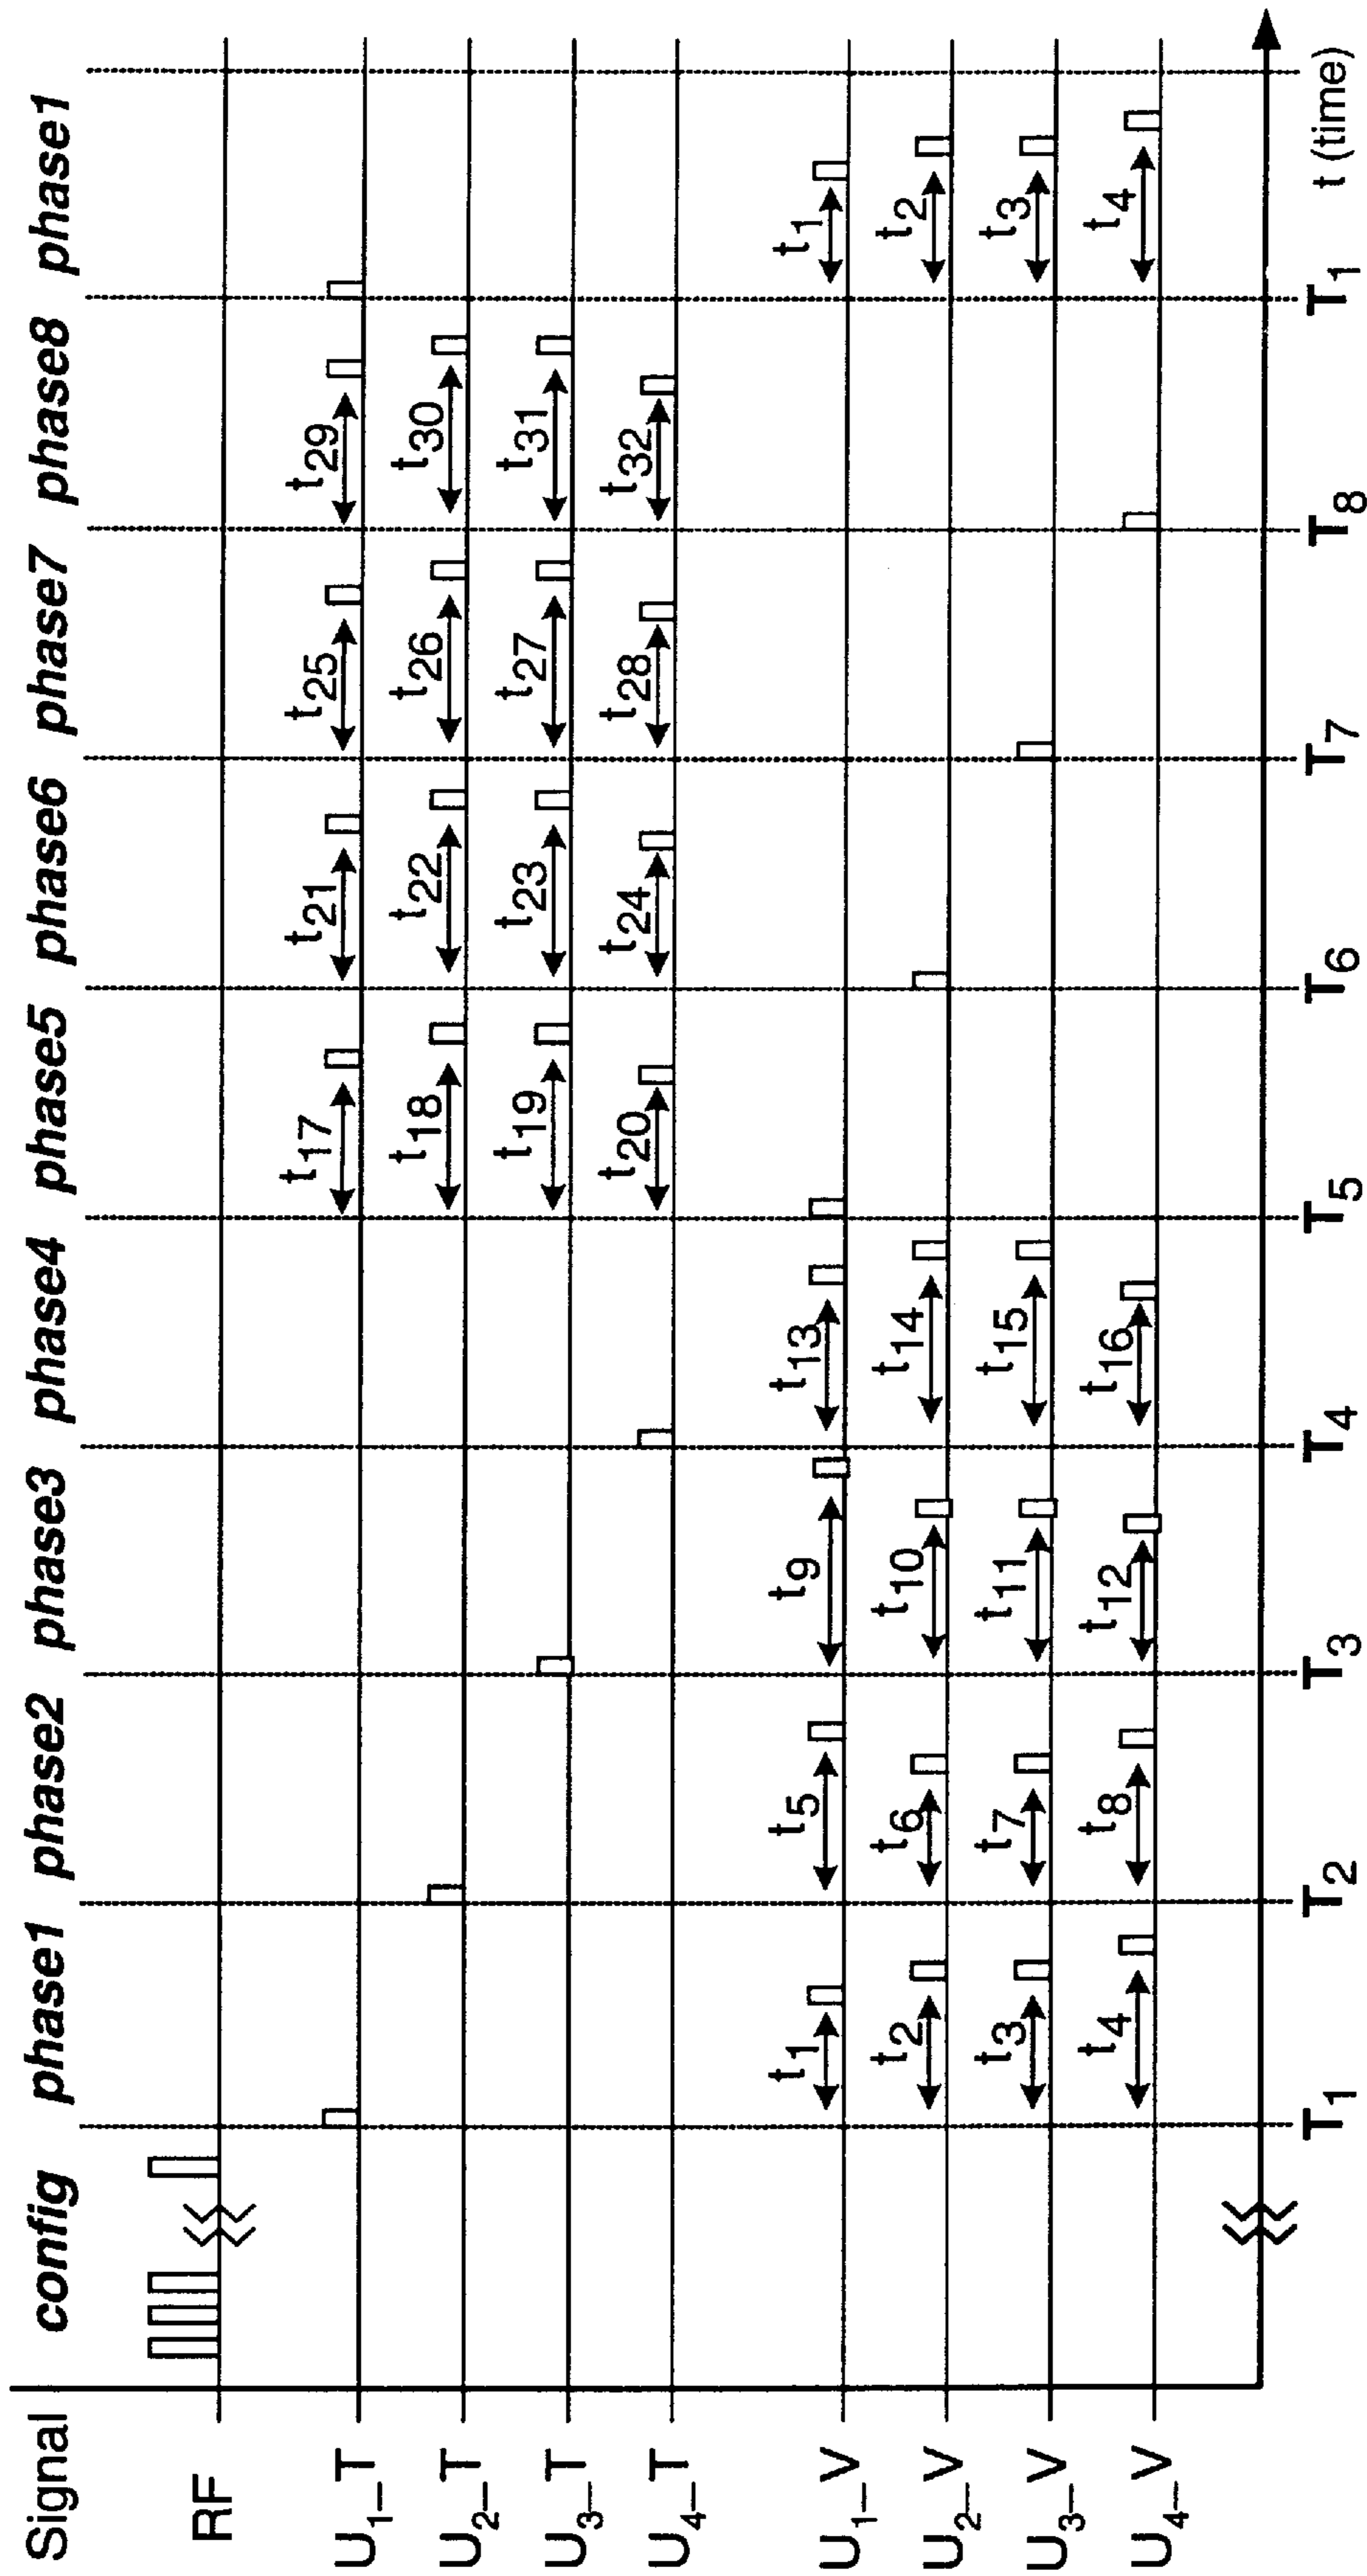 Signal config phase1 phase2 phase3 phase4 phase5 phase6 phase7 phase8 phase1
RF
U1_T t17 t21 t25 t29
U2_T t18 t22 t26 t30
U3_T t19 t23 t27 t31
U4_T t20 t24 t28 t32
U1_V t1 t5 t9 t13 t1
U2_V t2 t6 t10 t14 t2
U3_V t3 t7 t11 t15 t3
U4_V t4 t8 t12 t16 t4
T1 T2 T3 T4 T5 T6 T7 T8 T1 t (time)